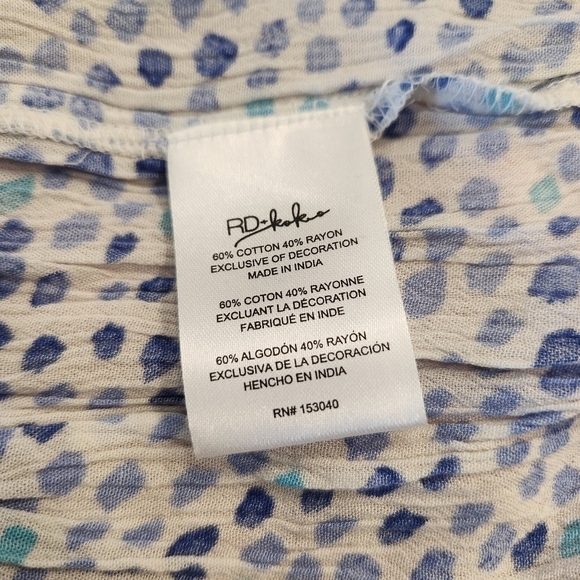 RD+koko
60% COTTON 40% RAYON
EXCLUSIVE OF DECORATION
MADE IN INDIA
60% COTON 40% RAYONNE
EXCLUANT LA DÉCORATION
FABRIQUÉ EN INDE
60% ALGODÓN 40% RAYÓN
EXCLUSIVA DE LA DECORACIÓN
HENCHO EN INDIA
RN# 153040